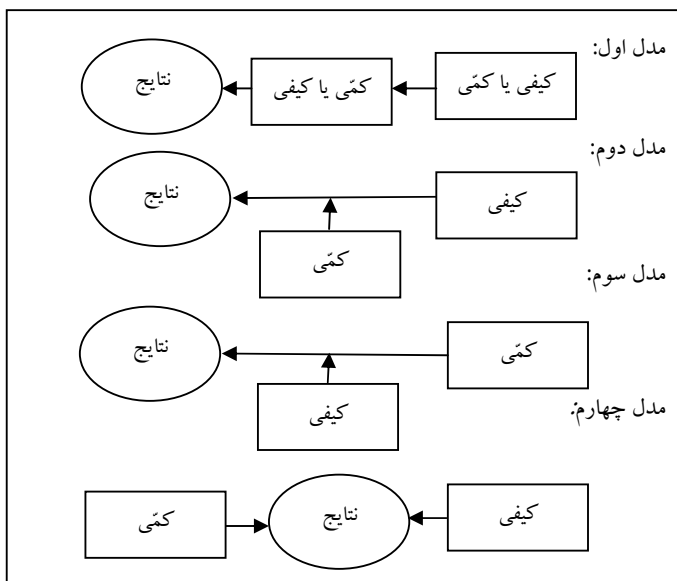 مدل اول:
کیفی یا کمّی
کمّی یا کیفی
نتایج
مدل دوم:
کیفی
نتایج
کمّی
مدل سوم:
کمّی
نتایج
کیفی
مدل چهارم:
کیفی
نتایج
کمّی